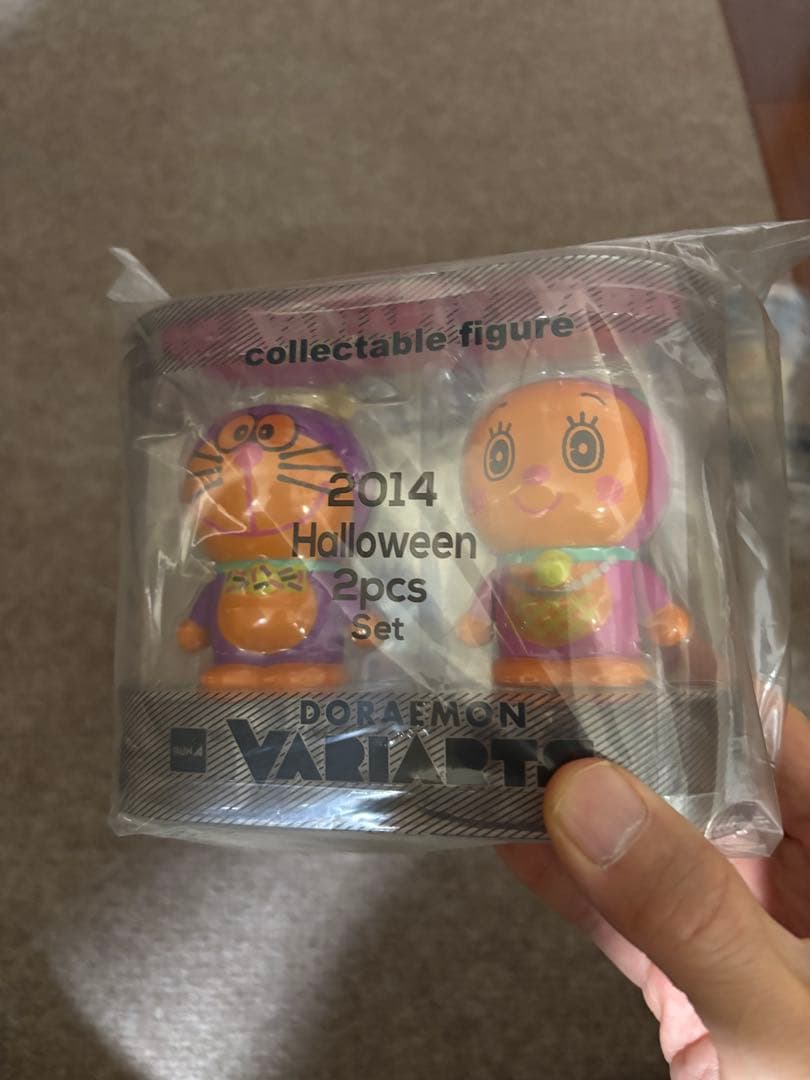 collectable figure
2014
Halloween
2pcs
Set
DORAEMON
VARIARTS